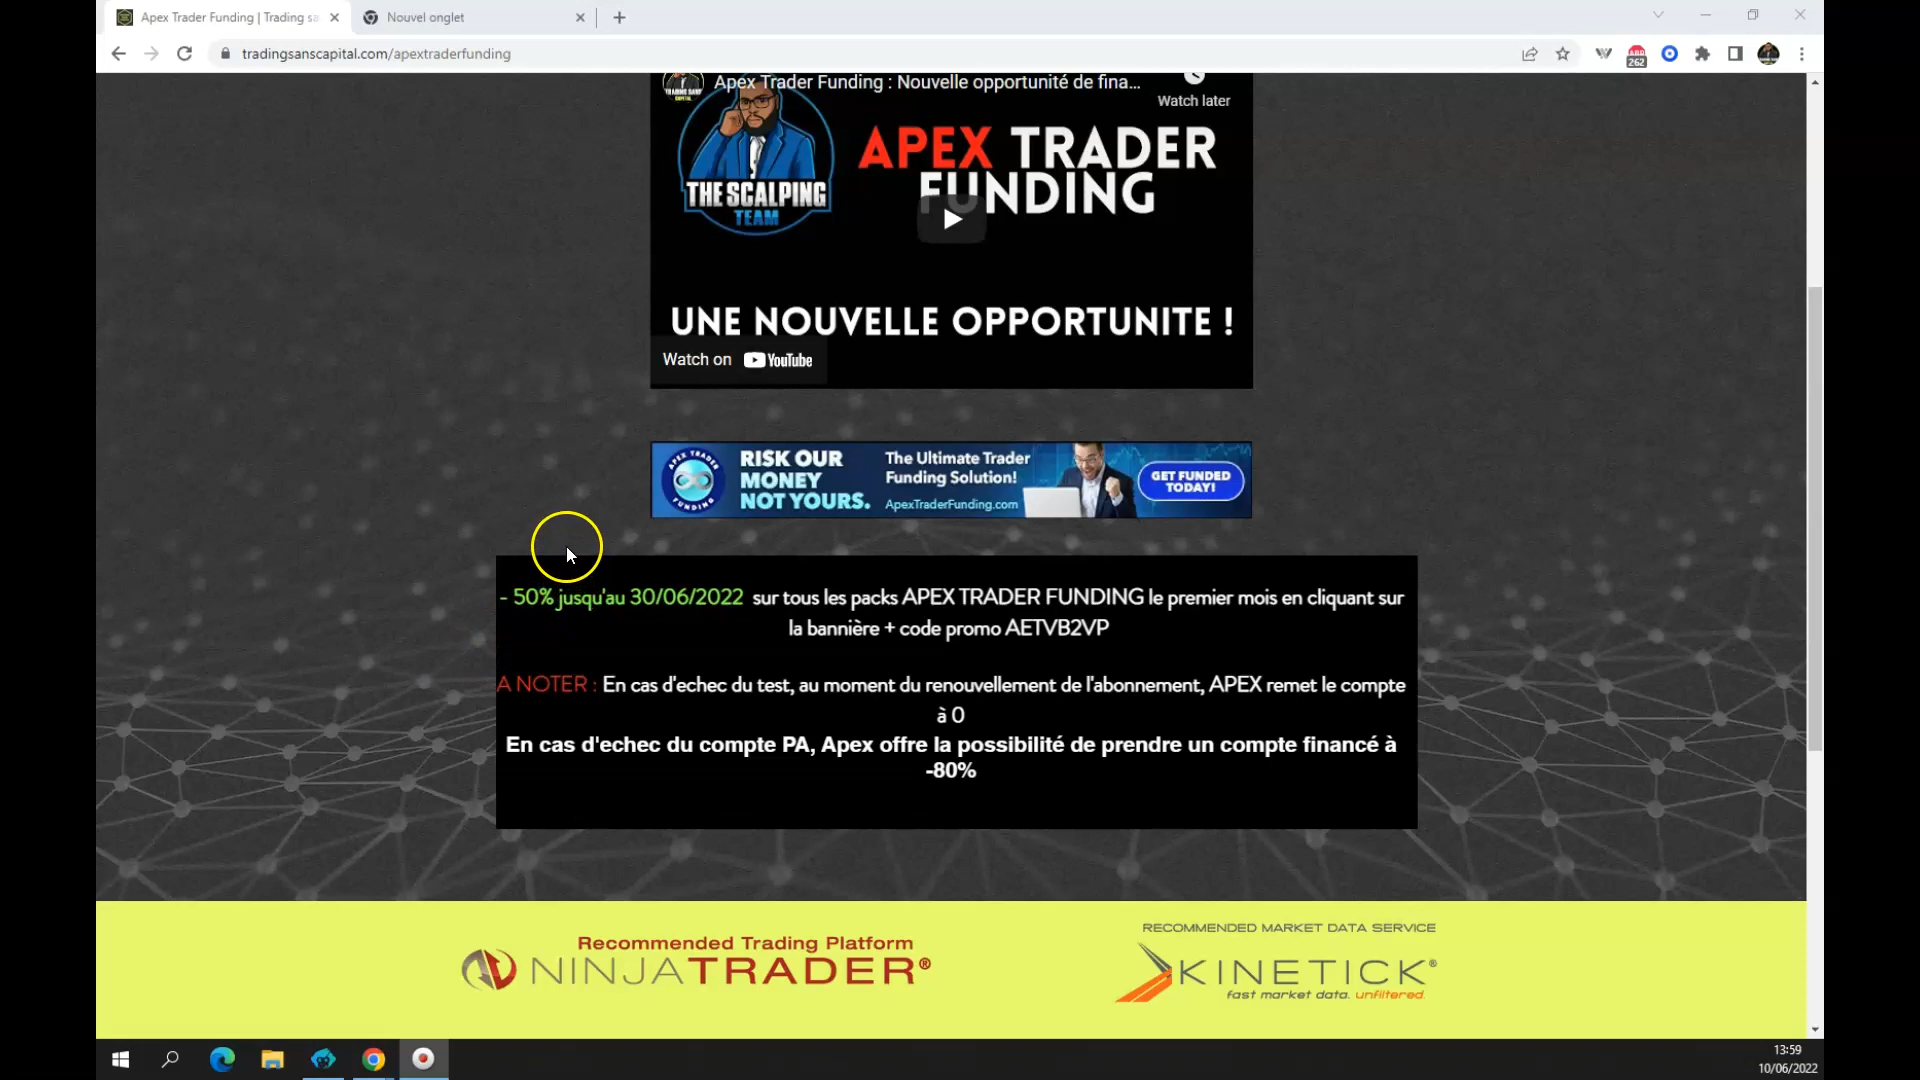 Apex Trader Funding | Trading sa
Nouvel onglet
tradingsanscapital.com/apextraderfunding
262
Apex Trader Funding : Nouvelle opportunité de fina...
Watch later
APEX TRADER
FUNDING
THE SCALPING
TEAM
UNE NOUVELLE OPPORTUNITE !
Watch on YouTube
APEX TRADER
FUNDING
RISK OUR
MONEY
NOT YOURS.
The Ultimate Trader
Funding Solution!
ApexTraderFunding.com
GET FUNDED
TODAY!
- 50% jusqu'au 30/06/2022 sur tous les packs APEX TRADER FUNDING le premier mois en cliquant sur
la bannière + code promo AETVB2VP
A NOTER : En cas d'echec du test, au moment du renouvellement de l'abonnement, APEX remet le compte
à 0
En cas d'echec du compte PA, Apex offre la possibilité de prendre un compte financé à
-80%
Recommended Trading Platform
NINJATRADER®
RECOMMENDED MARKET DATA SERVICE
KINETICK®
fast market data. unfiltered.
13:59
10/06/2022